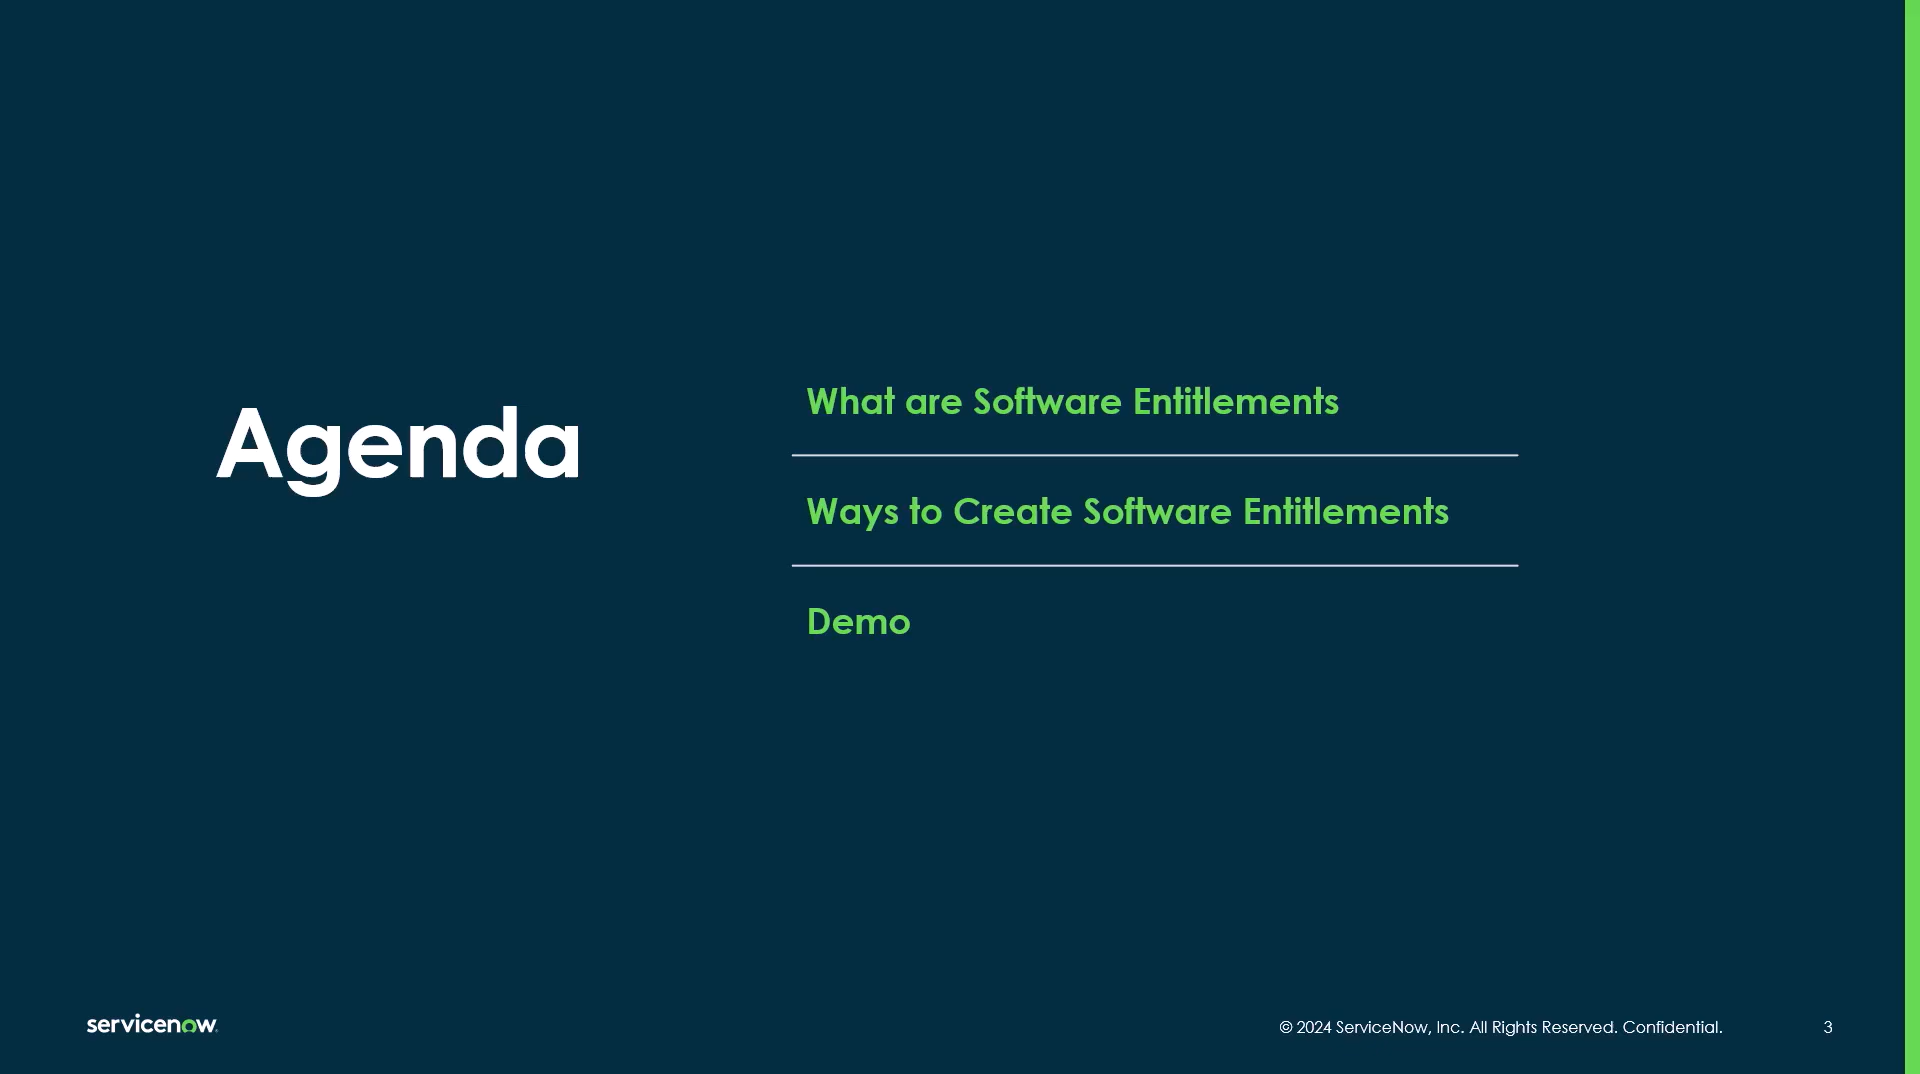 Agenda
What are Software Entitlements
Ways to Create Software Entitlements
Demo
servicenow
© 2024 ServiceNow, Inc. All Rights Reserved. Confidential.
3